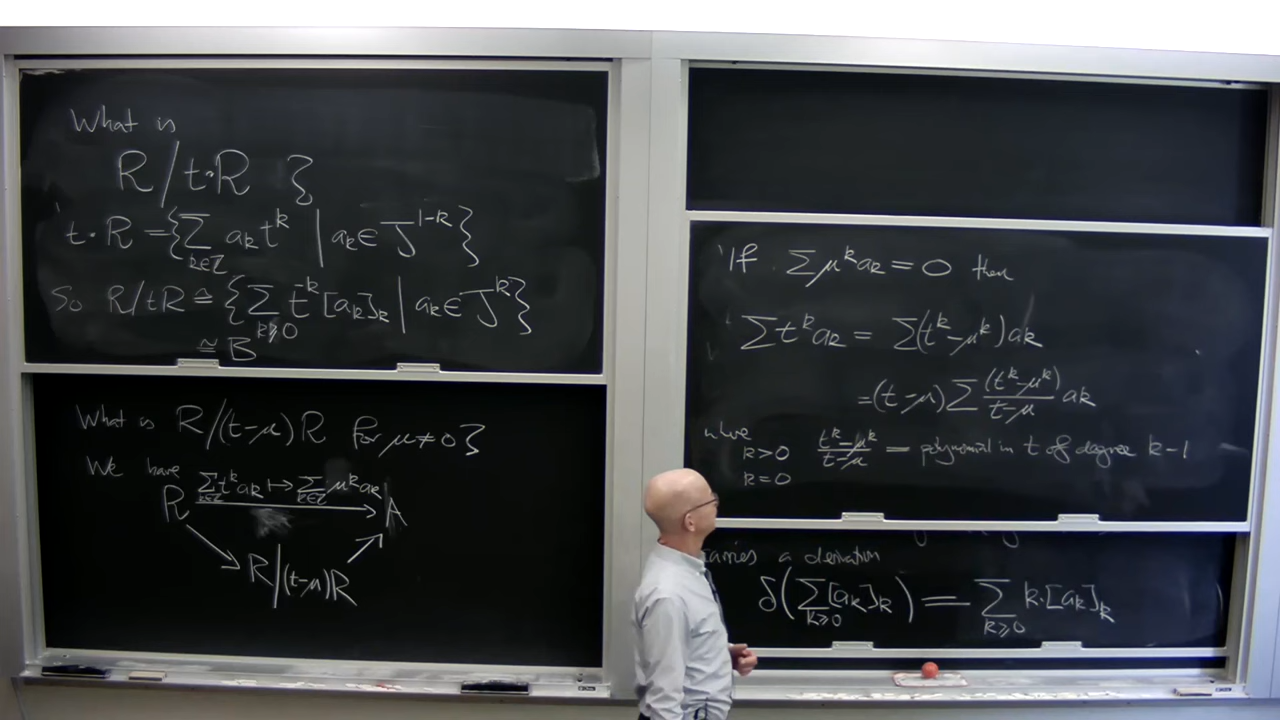 What is
R/t·R ?
t·R = {∑_{k∈Z} a_k t^k | a_k ∈ J^{1-k}}
So R/tR ≅ {∑_{k≥0} t^{-k} [a_k]_k | a_k ∈ J^k}
≅ B
What is R/(t-μ)R for μ≠0 ?
We have
∑_{k∈Z} t^k a_k ↦ ∑_{k∈Z} μ^k a_k
R → A
R/(t-μ)R
If ∑μ^k a_k = 0 then
∑t^k a_k = ∑(t^k-μ^k)a_k
=(t-μ)∑ (t^k-μ^k)/(t-μ) a_k
where
k>0 (t^k-μ^k)/(t-μ) = polynomial in t of degree k-1
k=0
carries a derivation
δ(∑_{k≥0} [a_k]_k) = ∑_{k≥0} k·[a_k]_k